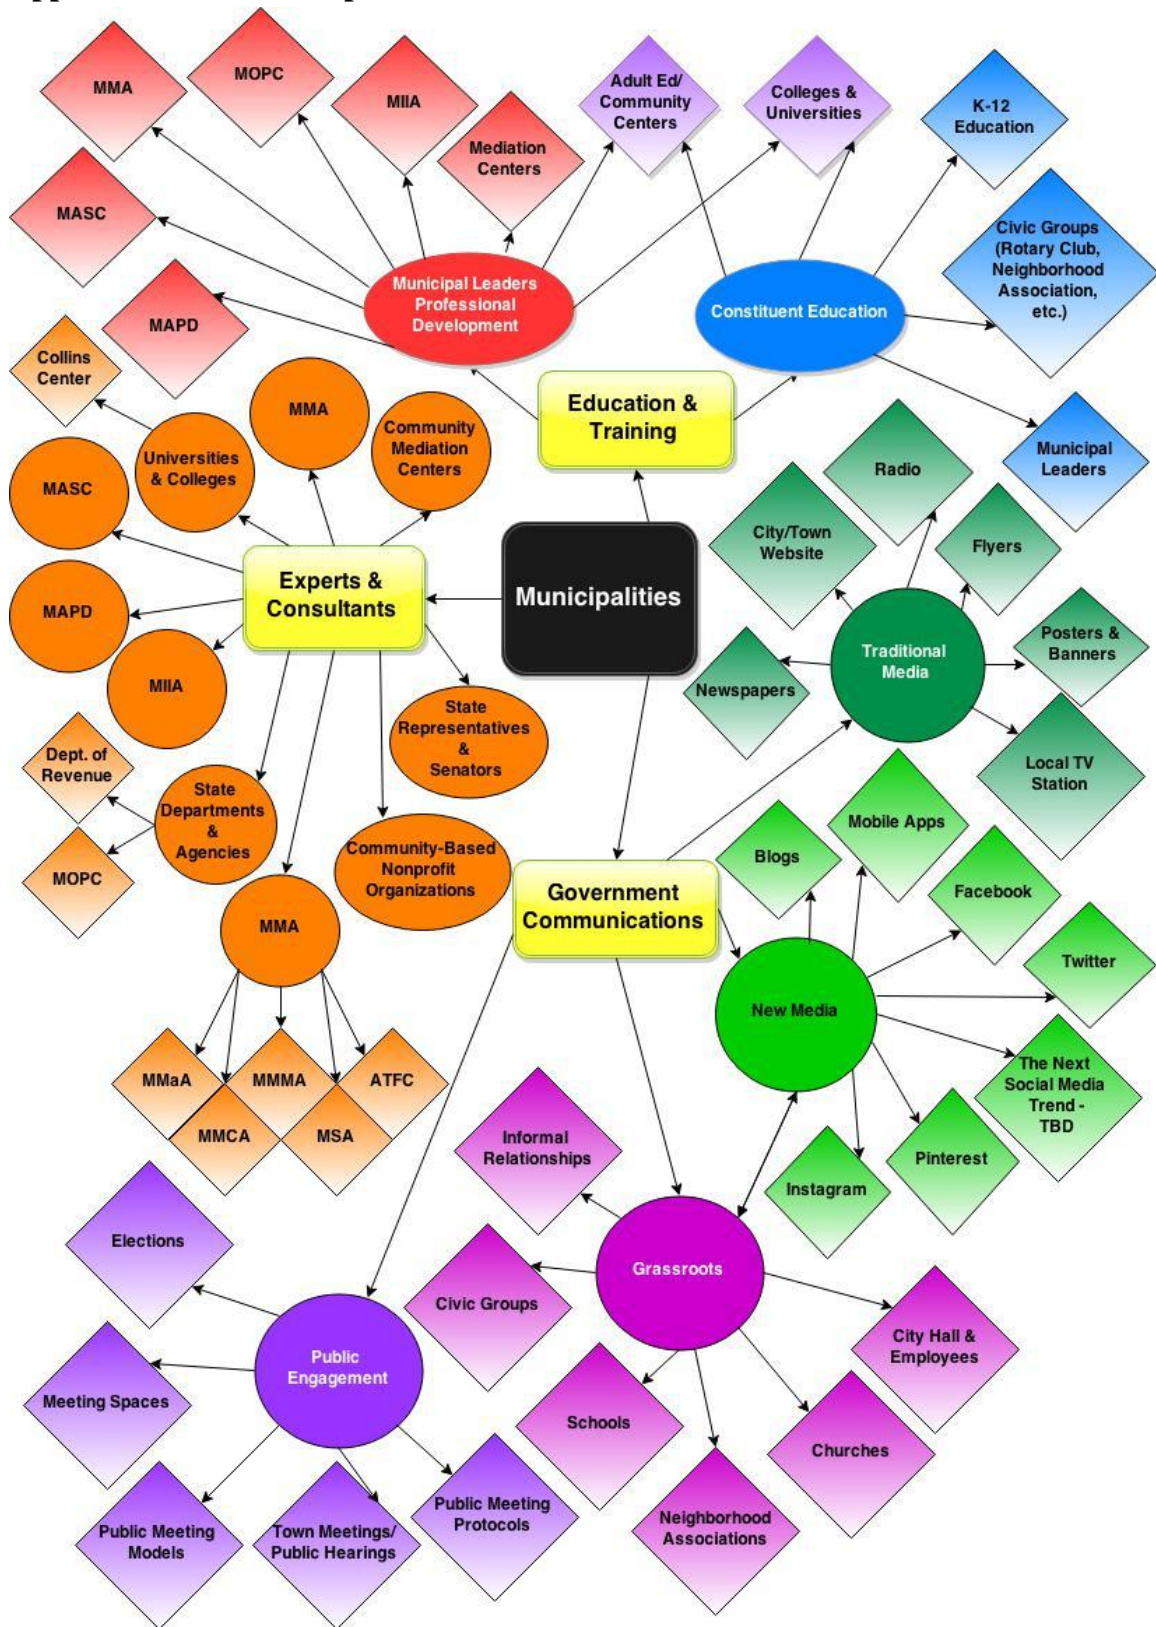 MMA
MOPC
MIIA
Mediation
Centers
Adult Ed/
Community
Centers
Colleges &
Universities
K-12
Education
MASC
MAPD
Municipal Leaders
Professional
Development
Constituent Education
Civic Groups
(Rotary Club,
Neighborhood
Association,
etc.)
Municipal
Leaders
Education &
Training
Collins
Center
Universities
& Colleges
MMA
Community
Mediation
Centers
MASC
MAPD
MIIA
Experts &
Consultants
Municipalities
State
Representatives
&
Senators
Dept. of
Revenue
MOPC
State
Departments
&
Agencies
Community-Based
Nonprofit
Organizations
MMA
MMaA
MMCA
MMMA
MSA
ATFC
Radio
City/Town
Website
Flyers
Newspapers
Traditional
Media
Posters &
Banners
Local TV
Station
Government
Communications
Blogs
Mobile Apps
Facebook
Twitter
New Media
The Next
Social Media
Trend -
TBD
Pinterest
Instagram
Informal
Relationships
Grassroots
Civic Groups
Schools
Neighborhood
Associations
Churches
City Hall &
Employees
Elections
Public
Engagement
Meeting Spaces
Public Meeting
Models
Town Meetings/
Public Hearings
Public Meeting
Protocols